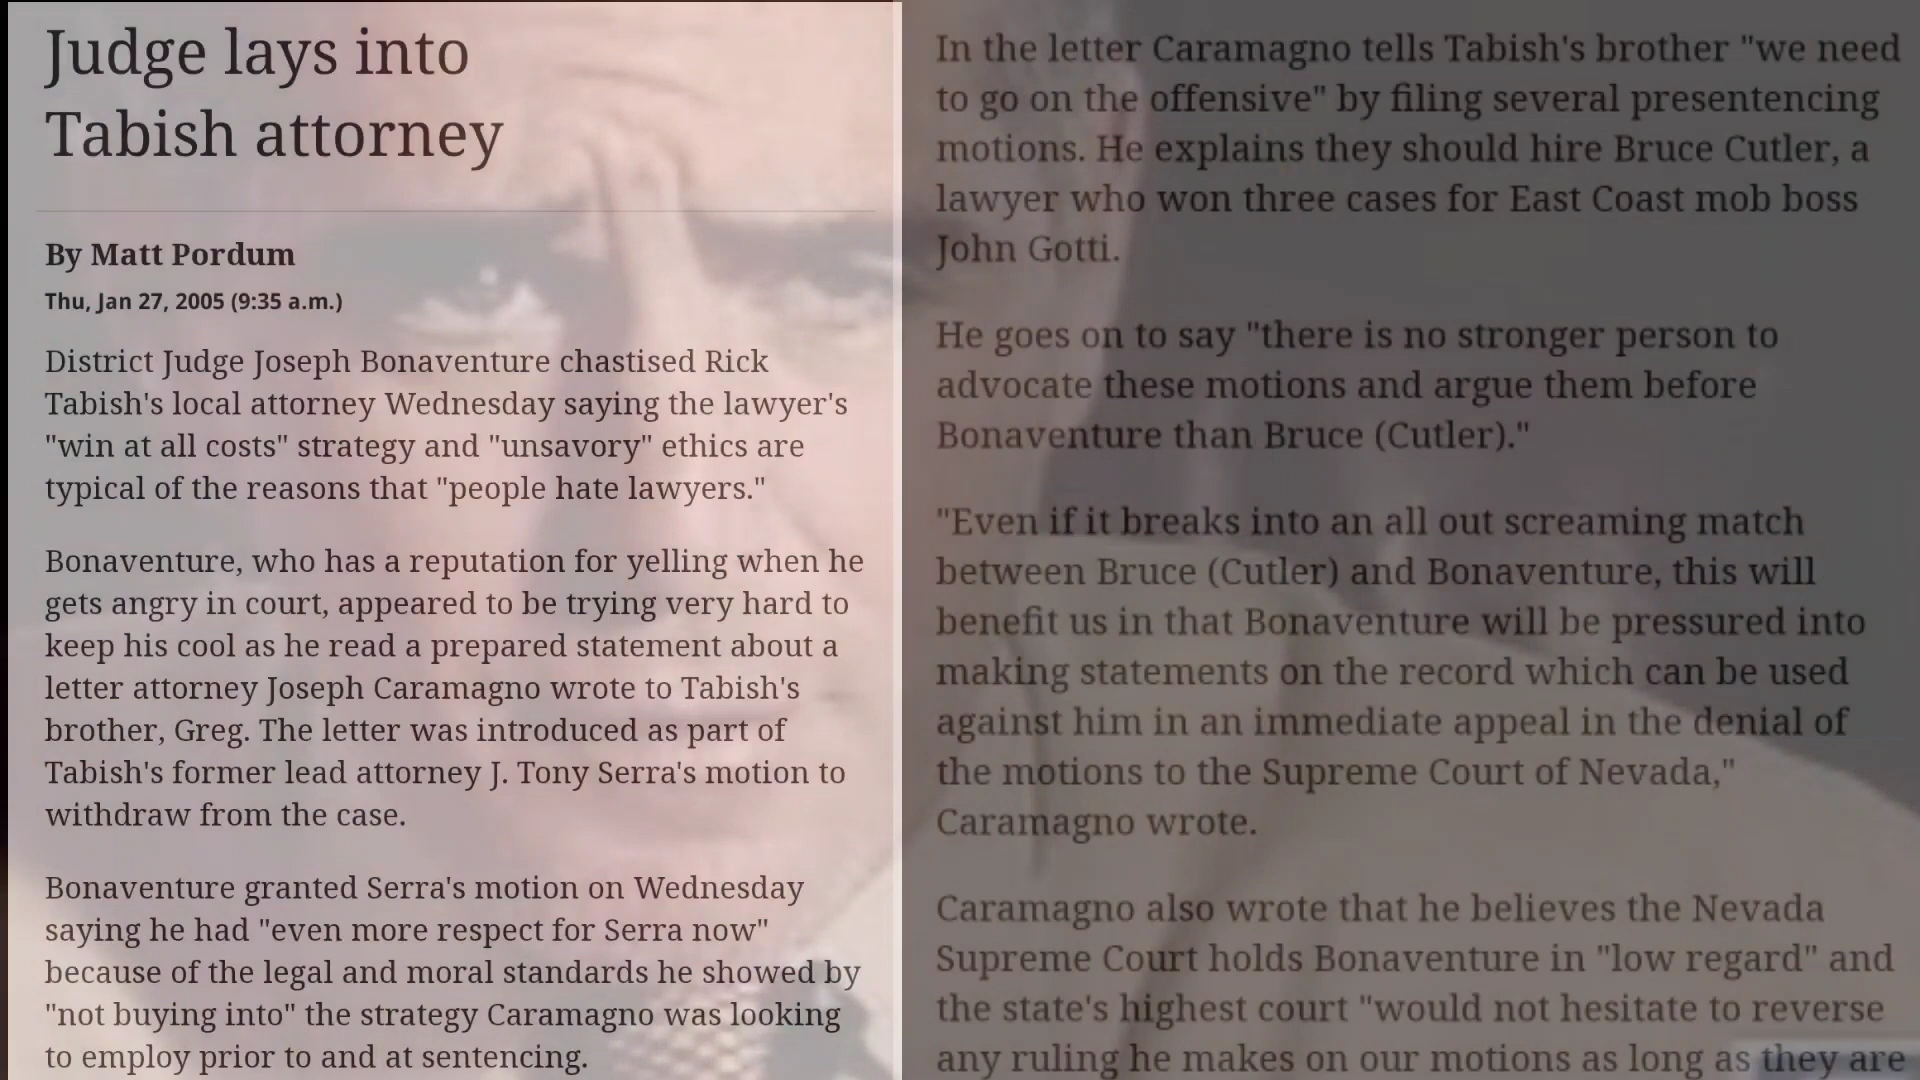 Judge lays into
Tabish attorney
By Matt Pordum
Thu, Jan 27, 2005 (9:35 a.m.)
District Judge Joseph Bonaventure chastised Rick
Tabish's local attorney Wednesday saying the lawyer's
"win at all costs" strategy and "unsavory" ethics are
typical of the reasons that "people hate lawyers."
Bonaventure, who has a reputation for yelling when he
gets angry in court, appeared to be trying very hard to
keep his cool as he read a prepared statement about a
letter attorney Joseph Caramagno wrote to Tabish's
brother, Greg. The letter was introduced as part of
Tabish's former lead attorney J. Tony Serra's motion to
withdraw from the case.
Bonaventure granted Serra's motion on Wednesday
saying he had "even more respect for Serra now"
because of the legal and moral standards he showed by
"not buying into" the strategy Caramagno was looking
to employ prior to and at sentencing.
In the letter Caramagno tells Tabish's brother "we need
to go on the offensive" by filing several presentencing
motions. He explains they should hire Bruce Cutler, a
lawyer who won three cases for East Coast mob boss
John Gotti.
He goes on to say "there is no stronger person to
advocate these motions and argue them before
Bonaventure than Bruce (Cutler)."
"Even if it breaks into an all out screaming match
between Bruce (Cutler) and Bonaventure, this will
benefit us in that Bonaventure will be pressured into
making statements on the record which can be used
against him in an immediate appeal in the denial of
the motions to the Supreme Court of Nevada,"
Caramagno wrote.
Caramagno also wrote that he believes the Nevada
Supreme Court holds Bonaventure in "low regard" and
the state's highest court "would not hesitate to reverse
any ruling he makes on our motions as long as they are